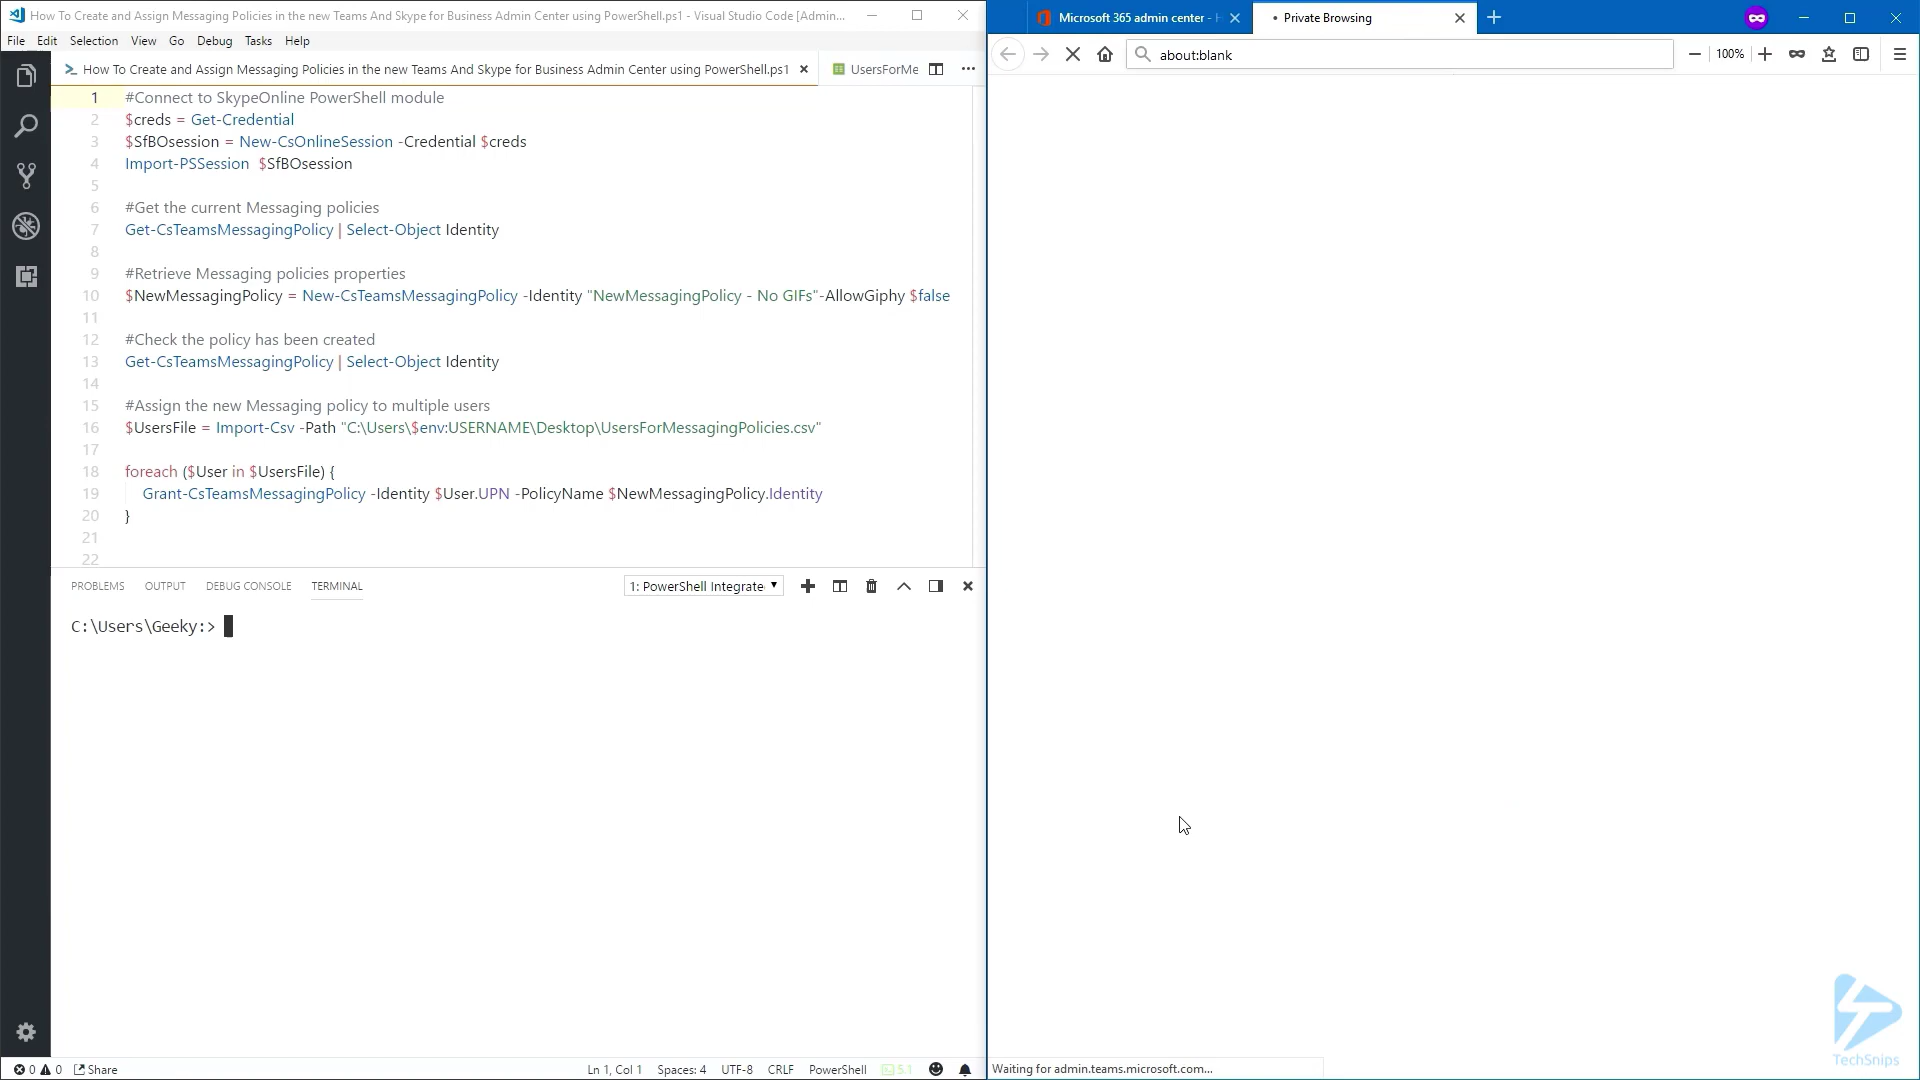 How To Create and Assign Messaging Policies in the new Teams And Skype for Business Admin Center using PowerShell.ps1 - Visual Studio Code [Admin...
File Edit Selection View Go Debug Tasks Help
How To Create and Assign Messaging Policies in the new Teams And Skype for Business Admin Center using PowerShell.ps1
UsersForMe
1 #Connect to SkypeOnline PowerShell module
2 $creds = Get-Credential
3 $SfBOsession = New-CsOnlineSession -Credential $creds
4 Import-PSSession $SfBOsession
5
6 #Get the current Messaging policies
7 Get-CsTeamsMessagingPolicy | Select-Object Identity
8
9 #Retrieve Messaging policies properties
10 $NewMessagingPolicy = New-CsTeamsMessagingPolicy -Identity "NewMessagingPolicy - No GIFs"-AllowGiphy $false
11
12 #Check the policy has been created
13 Get-CsTeamsMessagingPolicy | Select-Object Identity
14
15 #Assign the new Messaging policy to multiple users
16 $UsersFile = Import-Csv -Path "C:\Users\$env:USERNAME\Desktop\UsersForMessagingPolicies.csv"
17
18 foreach ($User in $UsersFile) {
19 Grant-CsTeamsMessagingPolicy -Identity $User.UPN -PolicyName $NewMessagingPolicy.Identity
20 }
21
22
PROBLEMS OUTPUT DEBUG CONSOLE TERMINAL
1: PowerShell Integrate
C:\Users\Geeky:>
0 0 Share
Ln 1, Col 1 Spaces: 4 UTF-8 CRLF PowerShell 5.1
Microsoft 365 admin center -
• Private Browsing
about:blank
100%
Waiting for admin.teams.microsoft.com...
TechSnips